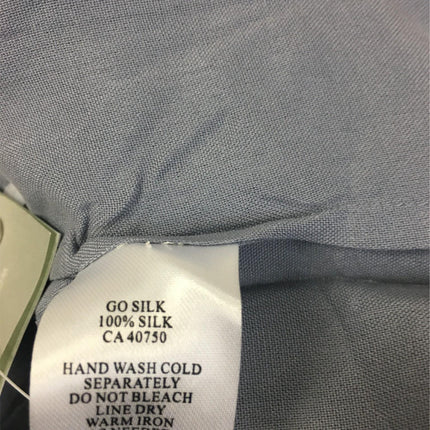 GO SILK
100% SILK
CA 40750
HAND WASH COLD
SEPARATELY
DO NOT BLEACH
LINE DRY
WARM IRON